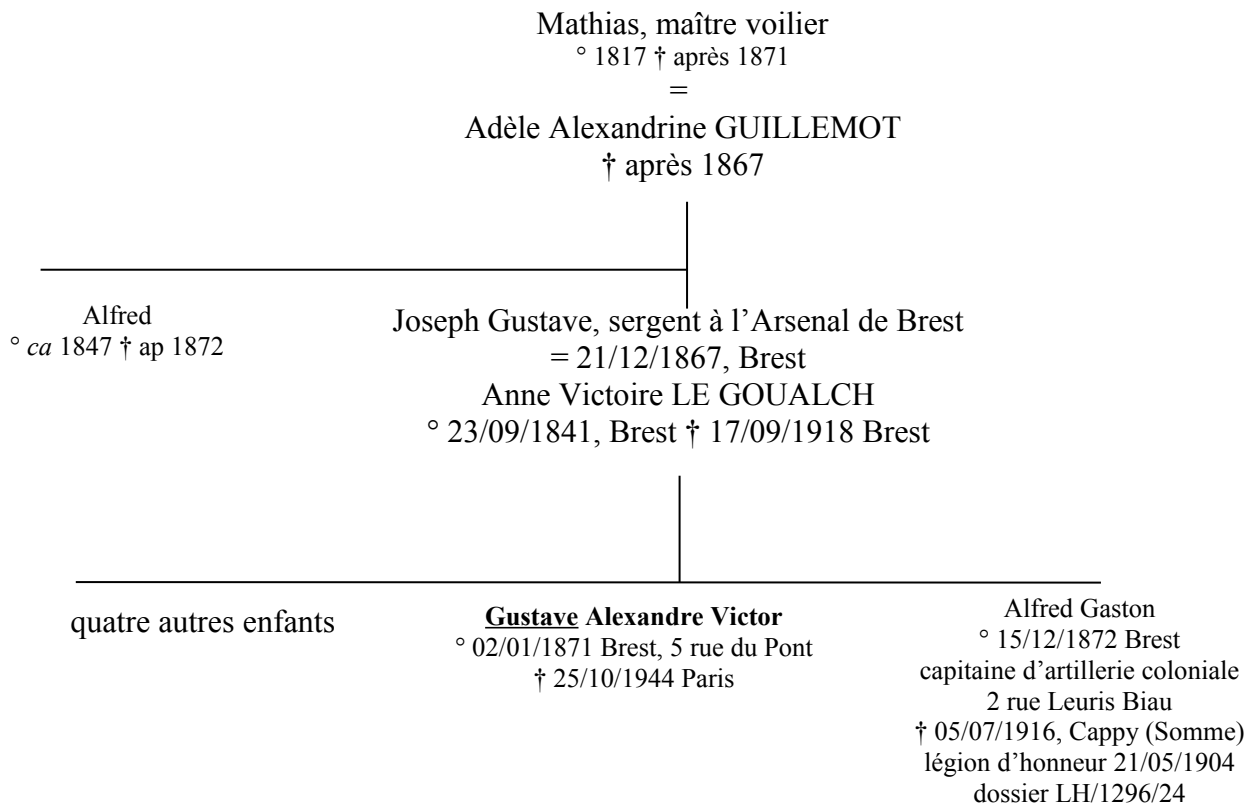 Mathias, maître voilier
° 1817 † après 1871
=
Adèle Alexandrine GUILLEMOT
† après 1867
Alfred
° ca 1847 † ap 1872
Joseph Gustave, sergent à l’Arsenal de Brest
= 21/12/1867, Brest
Anne Victoire LE GOUALCH
° 23/09/1841, Brest † 17/09/1918 Brest
quatre autres enfants
Gustave Alexandre Victor
° 02/01/1871 Brest, 5 rue du Pont
† 25/10/1944 Paris
Alfred Gaston
° 15/12/1872 Brest
capitaine d’artillerie coloniale
2 rue Leuris Biau
† 05/07/1916, Cappy (Somme)
légion d’honneur 21/05/1904
dossier LH/1296/24